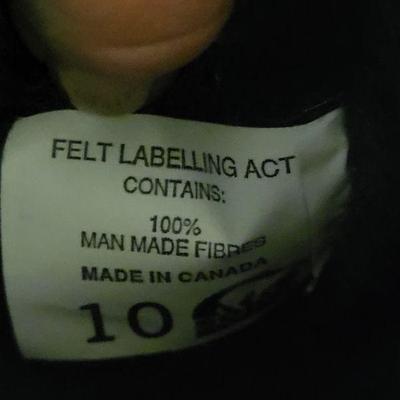 FELT LABELLING ACT
CONTAINS:
100%
MAN MADE FIBRES
MADE IN CANADA
10